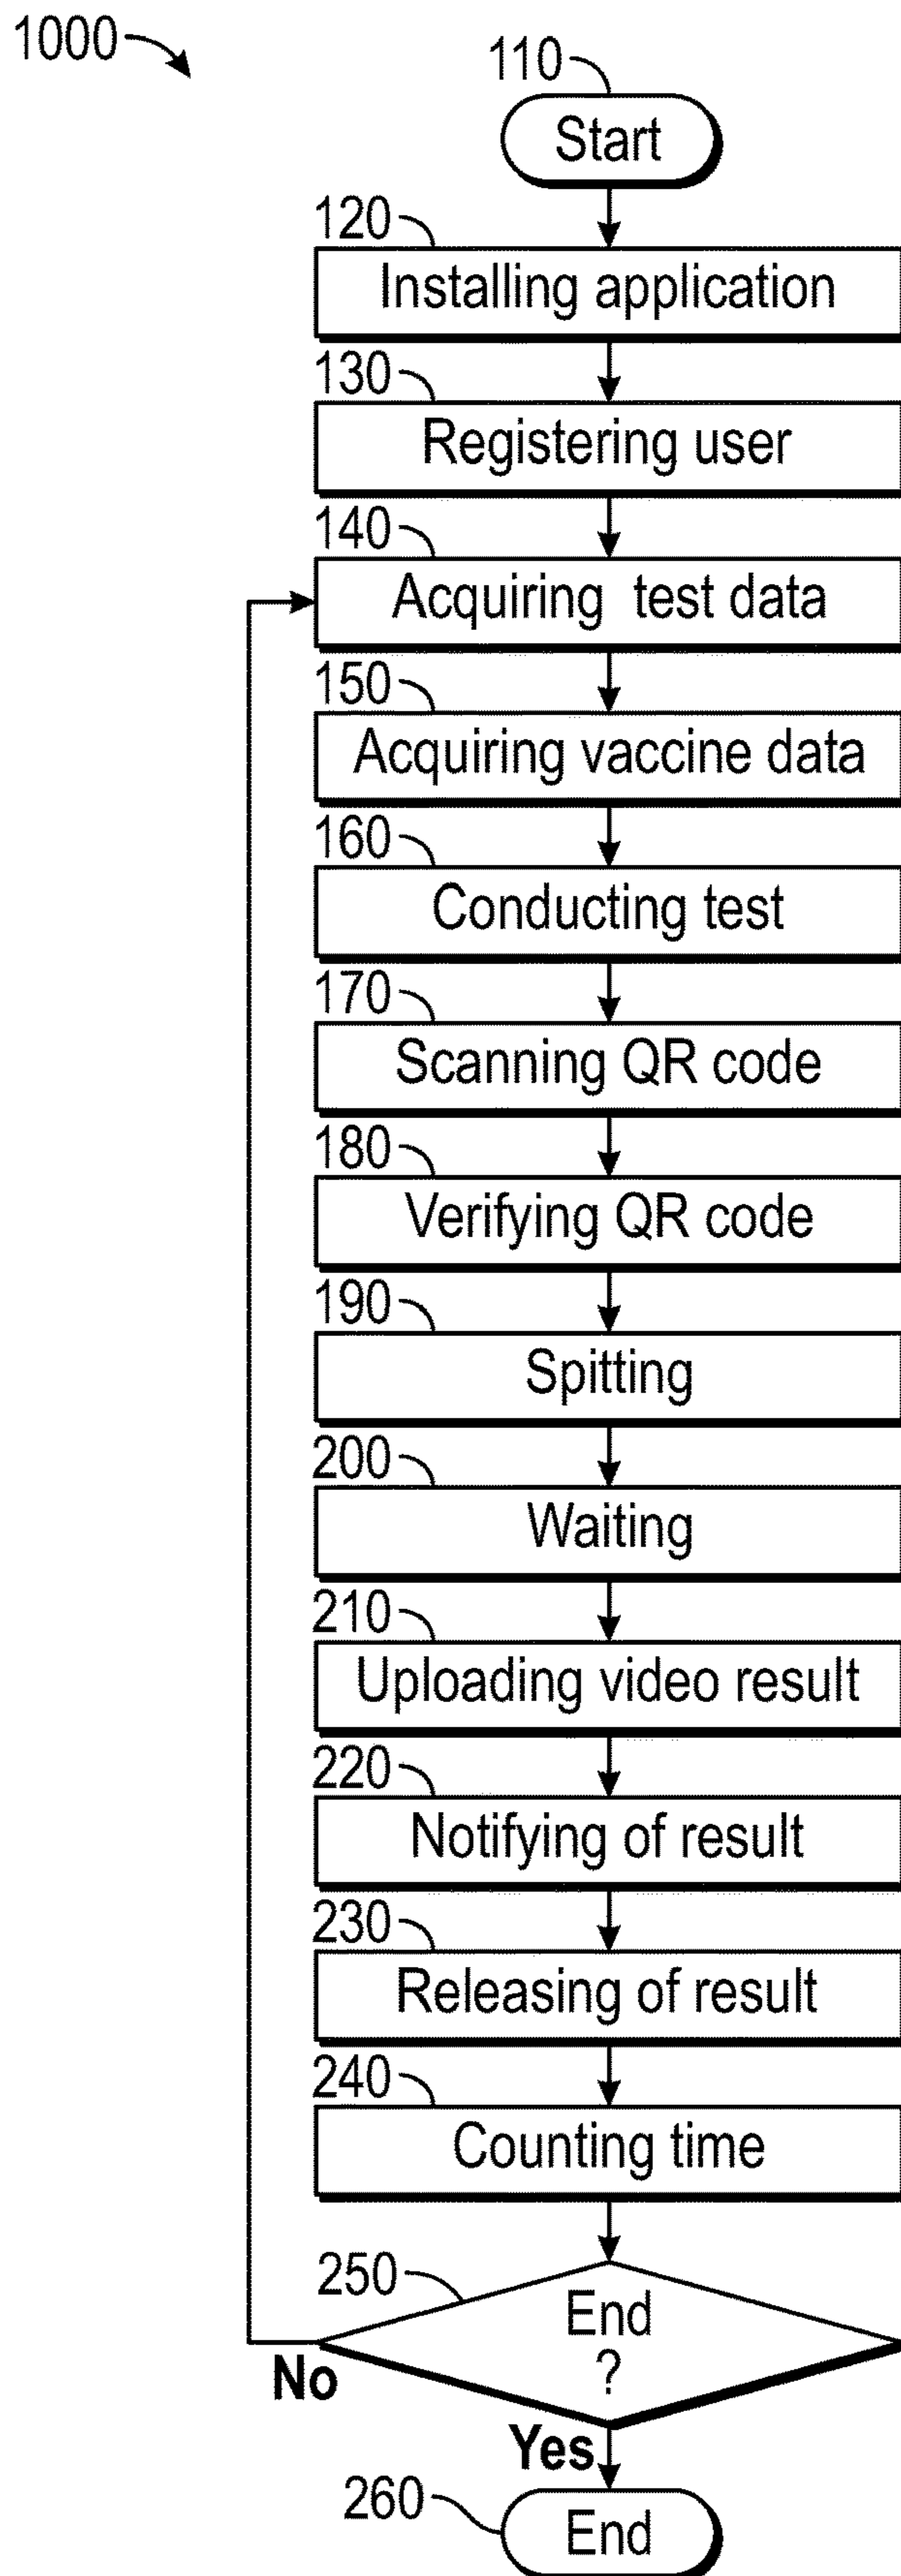 1000
110
Start
120
Installing application
130
Registering user
140
Acquiring test data
150
Acquiring vaccine data
160
Conducting test
170
Scanning QR code
180
Verifying QR code
190
Spitting
200
Waiting
210
Uploading video result
220
Notifying of result
230
Releasing of result
240
Counting time
250
End
?
No
Yes
260
End